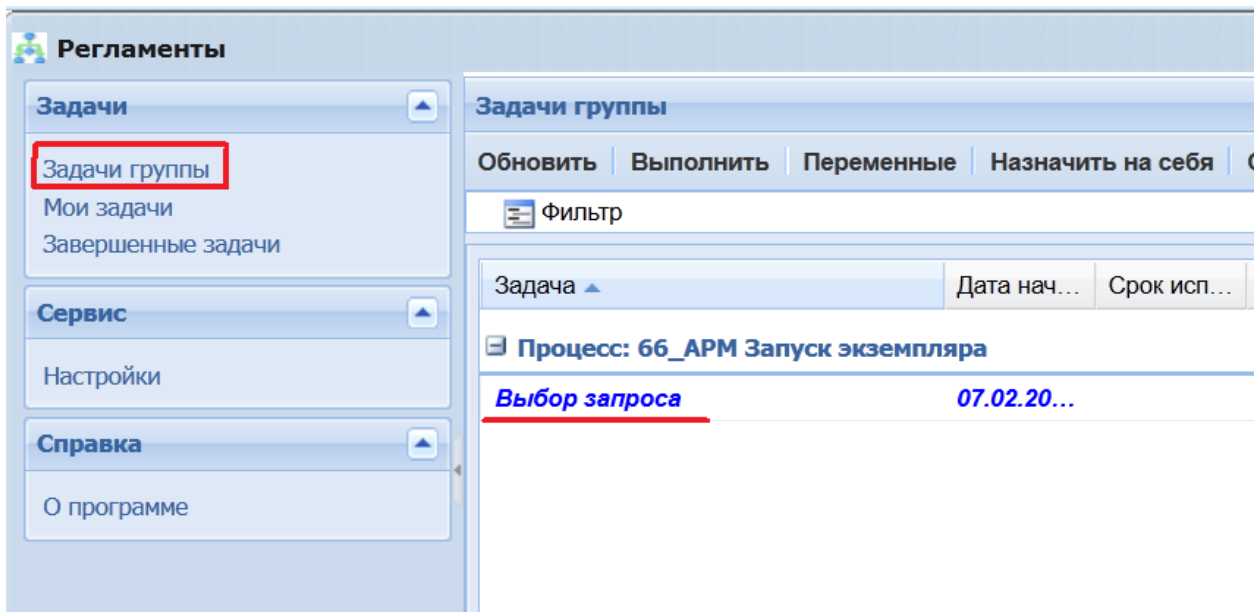 Регламенты
Задачи
Задачи группы
Мои задачи
Завершенные задачи
Сервис
Настройки
Справка
О программе
Задачи группы
Обновить Выполнить Переменные Назначить на себя
Фильтр
Задача Дата нач... Срок исп...
Процесс: 66_АРМ Запуск экземпляра
Выбор запроса 07.02.20...